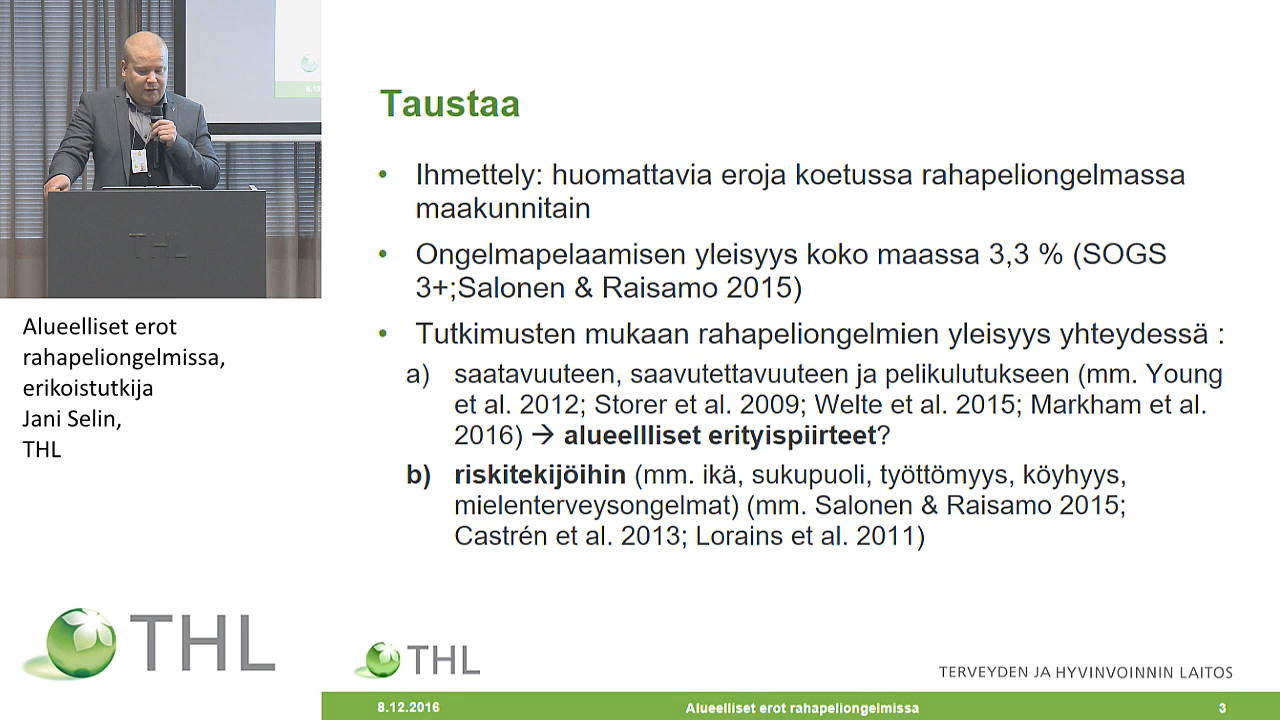 8.12
THL
Alueelliset erot
rahapeliongelmissa,
erikoistutkija
Jani Selin,
THL
THL
Taustaa
• Ihmettely: huomattavia eroja koetussa rahapeliongelmassa
maakunnitain
• Ongelmapelaamisen yleisyys koko maassa 3,3 % (SOGS
3+;Salonen & Raisamo 2015)
• Tutkimusten mukaan rahapeliongelmien yleisyys yhteydessä :
a) saatavuuteen, saavutettavuuteen ja pelikulutukseen (mm. Young
et al. 2012; Storer et al. 2009; Welte et al. 2015; Markham et al.
2016) → alueellliset erityispiirteet?
b) riskitekijöihin (mm. ikä, sukupuoli, työttömyys, köyhyys,
mielenterveysongelmat) (mm. Salonen & Raisamo 2015;
Castrén et al. 2013; Lorains et al. 2011)
THL
TERVEYDEN JA HYVINVOINNIN LAITOS
8.12.2016 Alueelliset erot rahapeliongelmissa 3